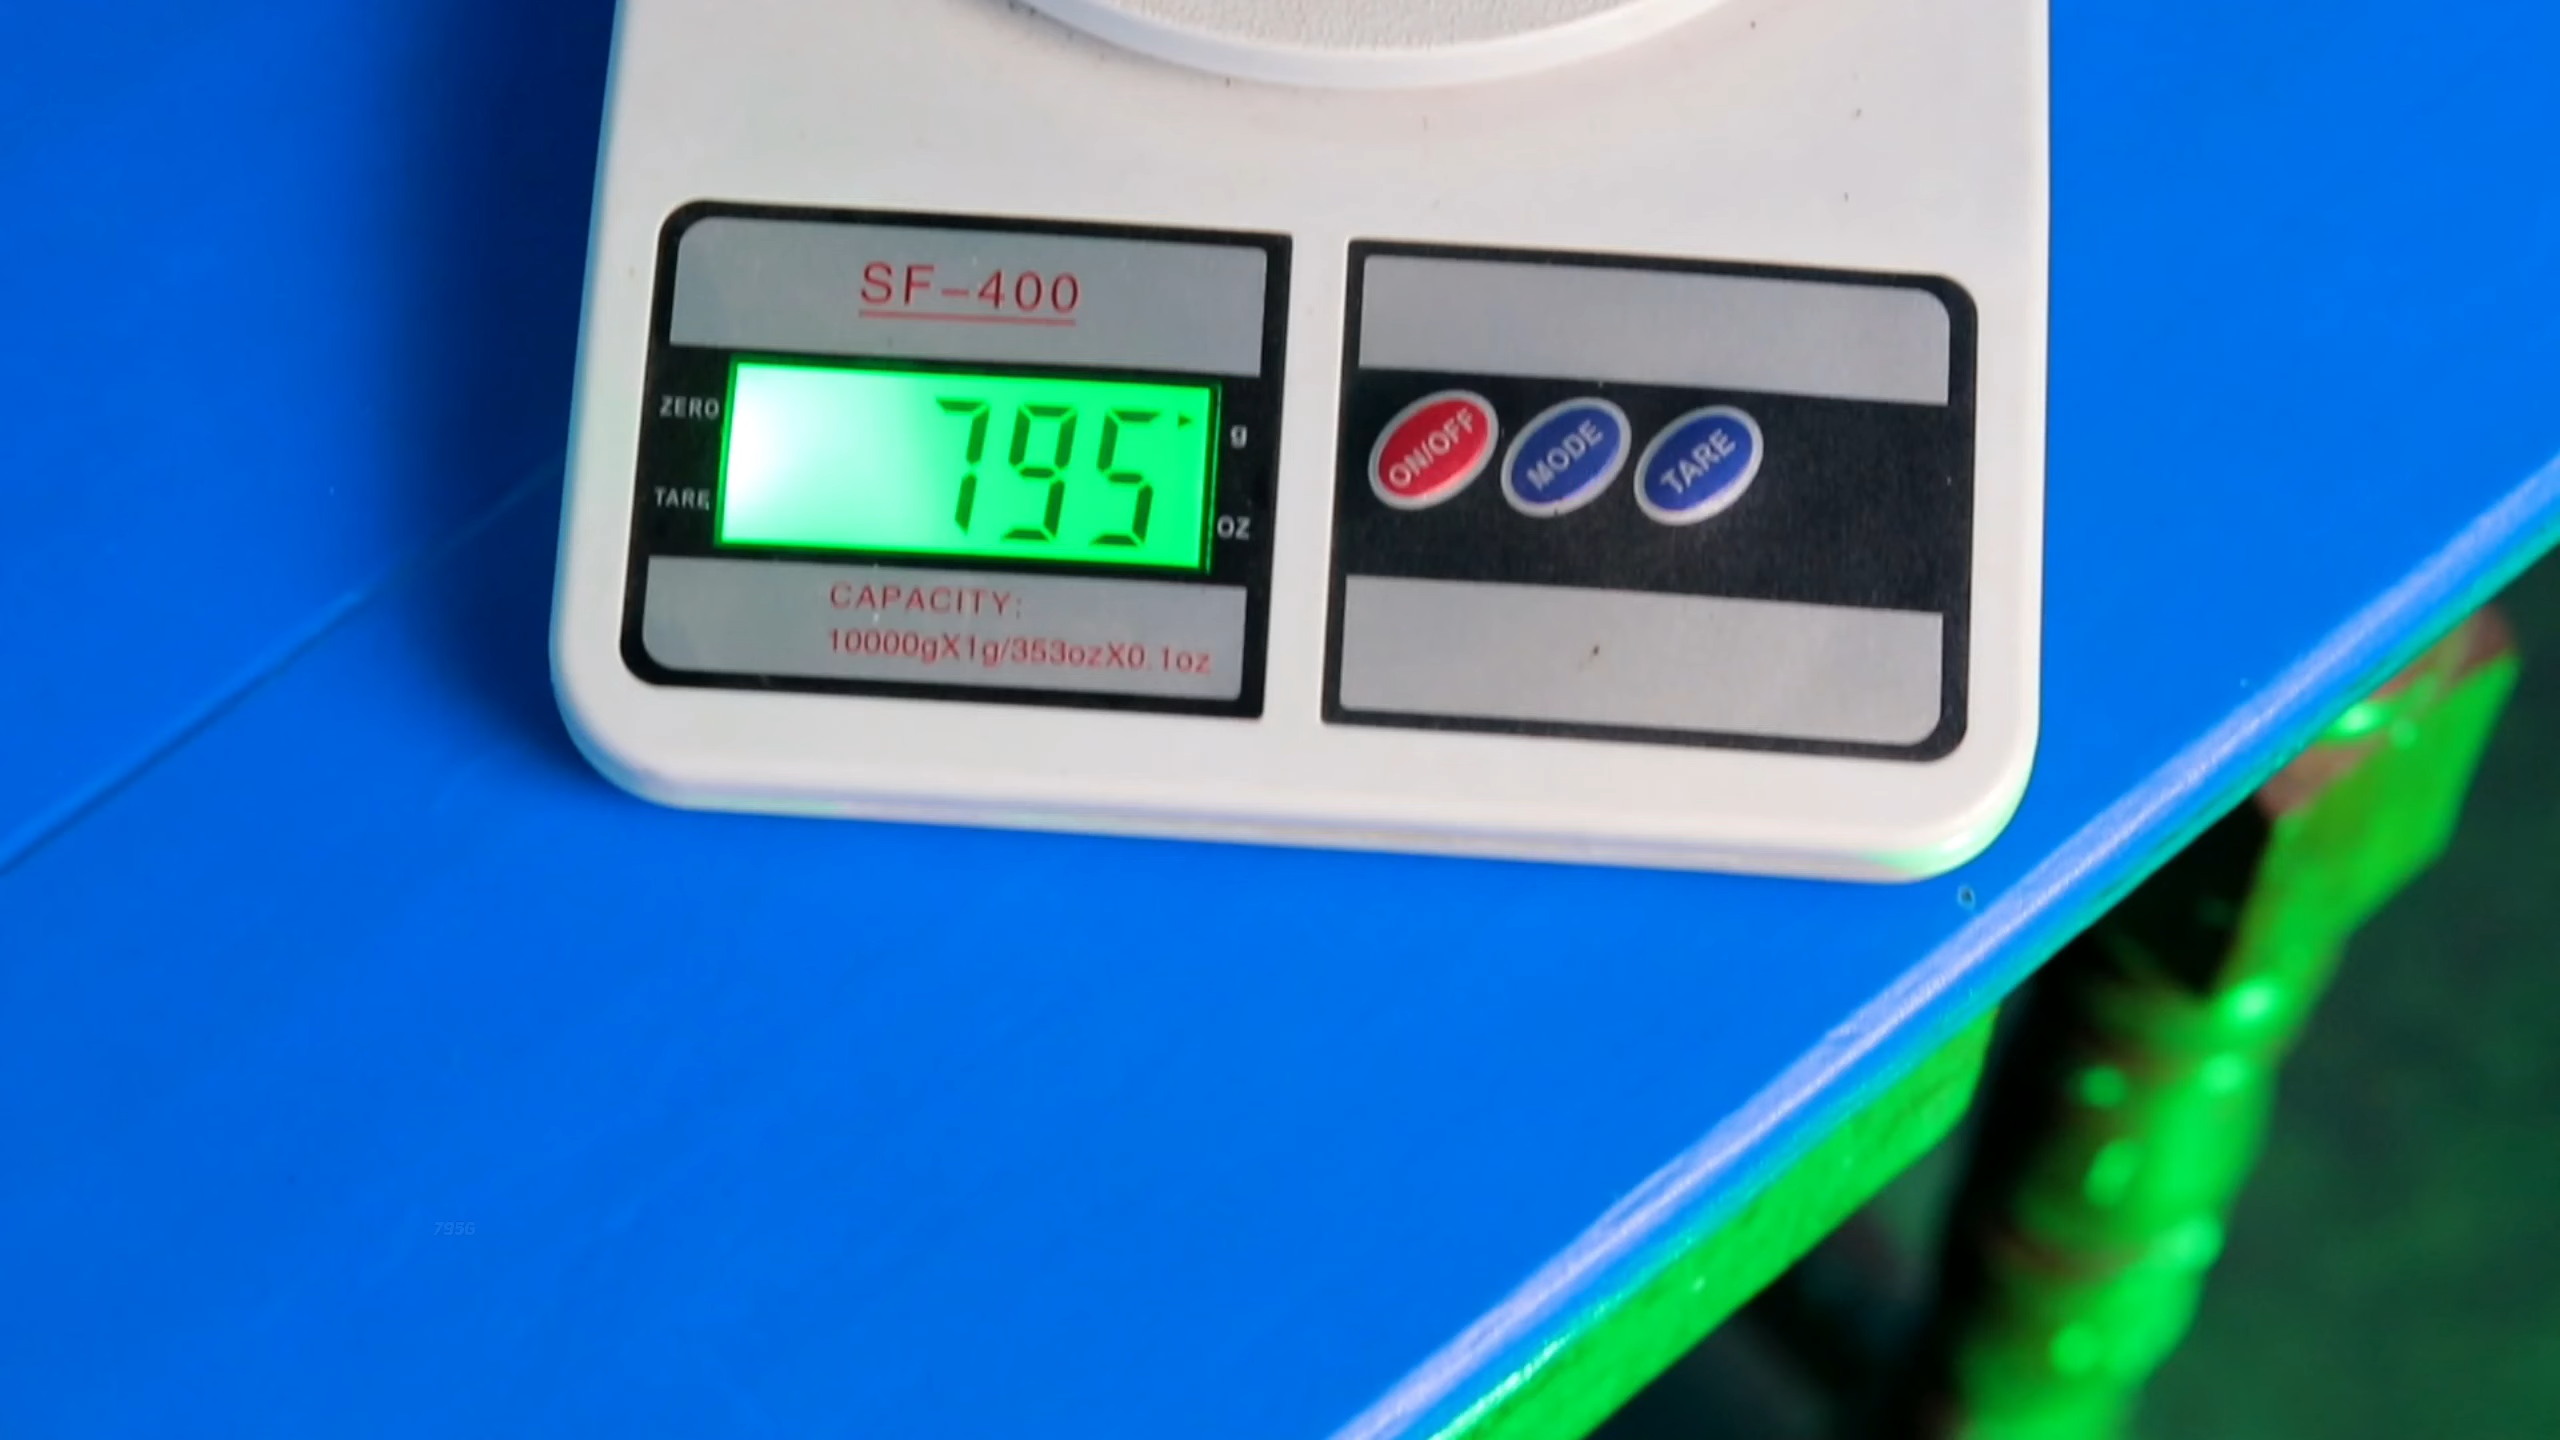 SF-400
ZERO
795
g
TARE
OZ
CAPACITY:
10000gX1g/353ozX0.1oz
ON/OFF
MODE
TARE
795G